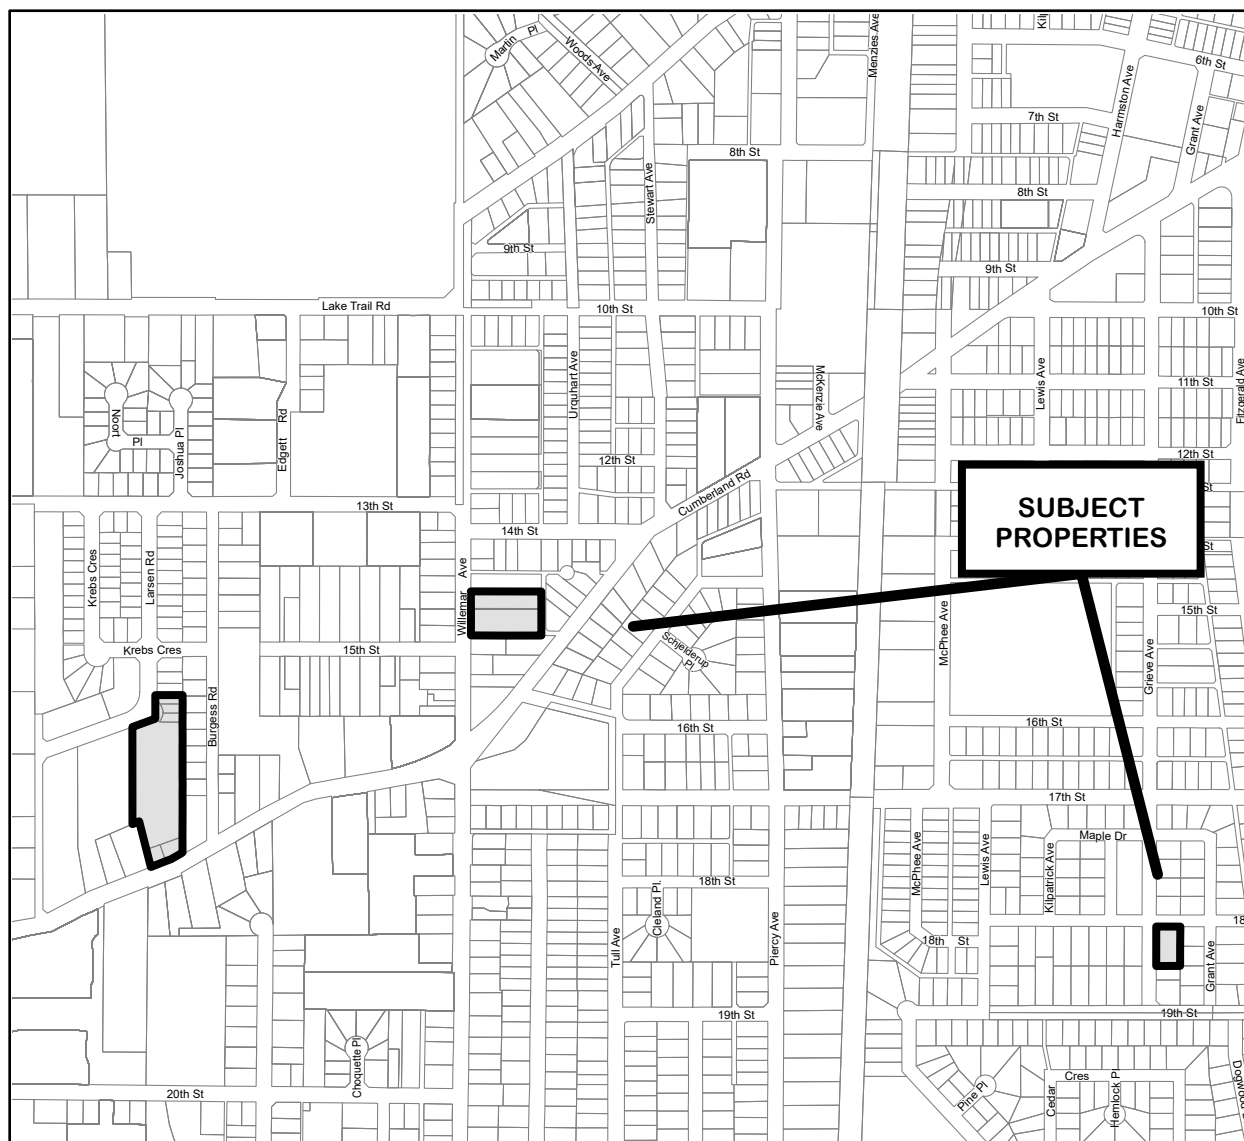 Martin
Pl
Woods Ave
Menzies Ave
Kilp
6th St
Harmston Ave
Grant Ave
7th St
8th St
8th St
Stewart Ave
9th St
9th St
Lake Trail Rd
10th St
10th St
Urquhart Ave
McKenzie Ave
Lewis Ave
11th St
Fitzgerald Ave
Noort
Pl
Joshua Pl
Edgett Rd
12th St
12th St
Cumberland Rd
13th St
St
14th St
St
SUBJECT
PROPERTIES
Krebs Cres
Larsen Rd
Willemar Ave
15th St
Krebs Cres
15th St
Schjelderup
Pl
McPhee Ave
Grieve Ave
Burgess Rd
16th St
16th St
17th St
Maple Dr
McPhee Ave
Lewis Ave
Kilpatrick Ave
18th St
Cleland Pl.
18
Tull Ave
Piercy Ave
18th St
Grant Ave
19th St
19th St
Choquette Pl
20th St
Pine Pl
Cedar
Cres
Hemlock P
Dogwood